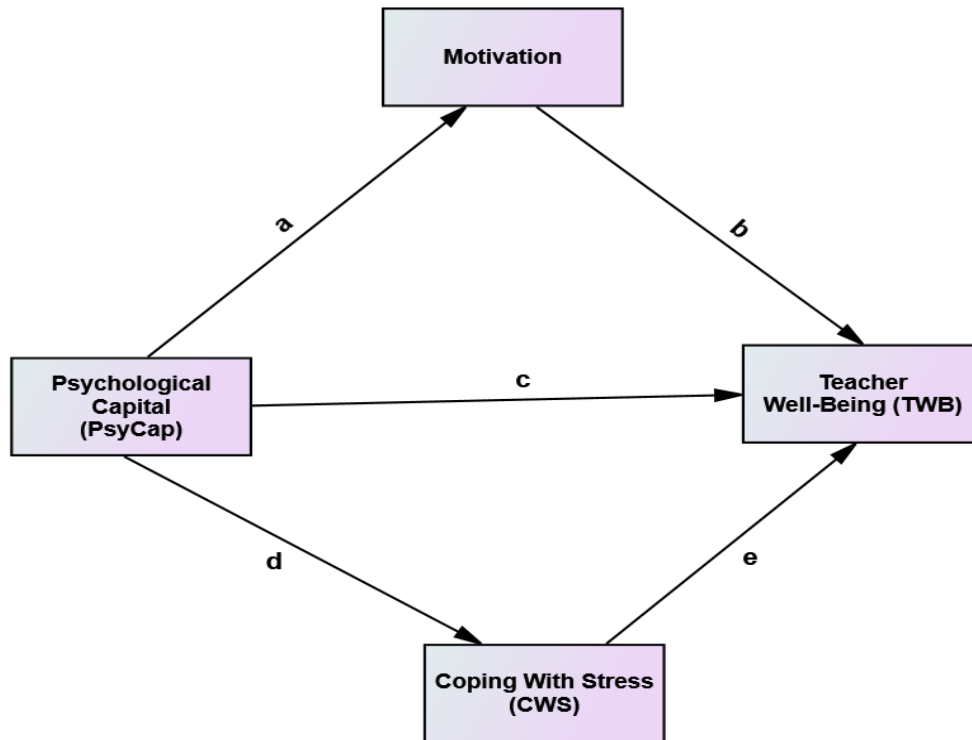 Motivation
a
b
Psychological
Capital
(PsyCap)
c
Teacher
Well-Being (TWB)
d
e
Coping With Stress
(CWS)